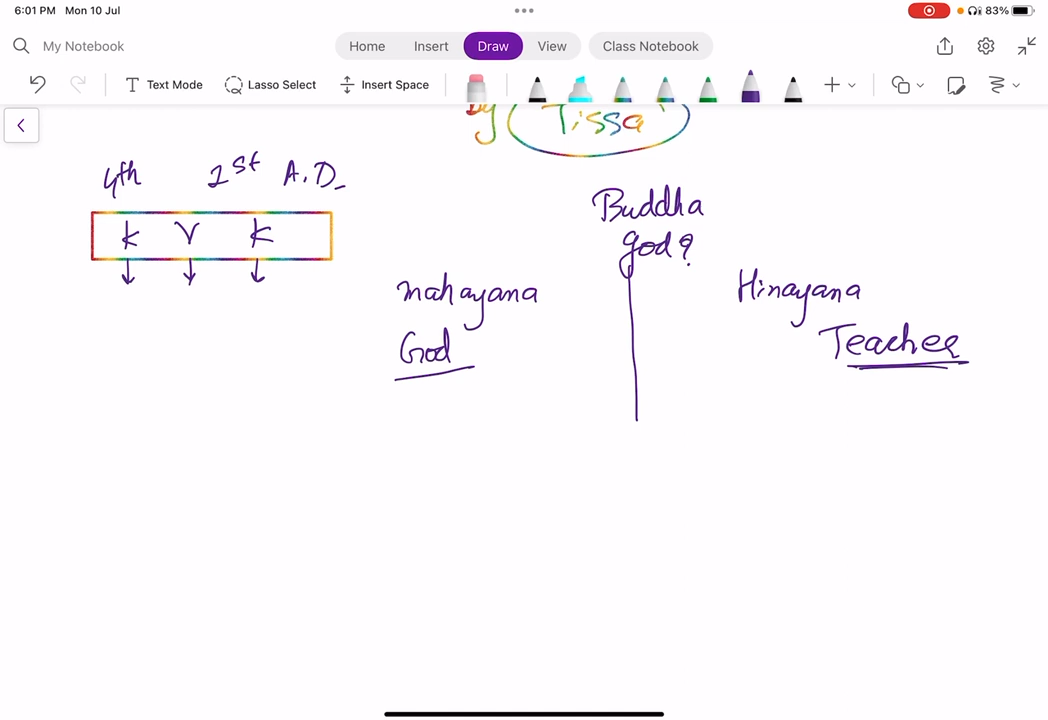 6:01 PM Mon 10 Jul
83%
My Notebook
Home Insert Draw View Class Notebook
Text Mode Lasso Select Insert Space
by Tissa
4th 1st A.D.
k V k
Buddha
god?
Mahayana
God
Hinayana
Teacher